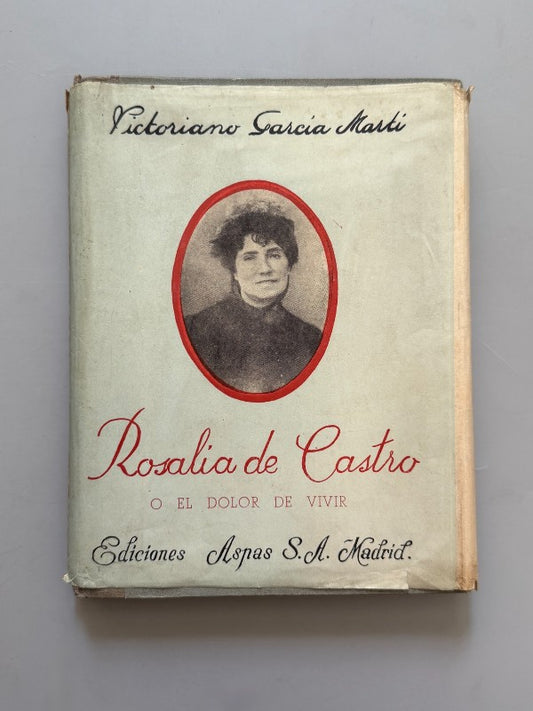 Victoriano García Martí
Rosalía de Castro
O EL DOLOR DE VIVIR
Ediciones Aspas S.A. Madrid.